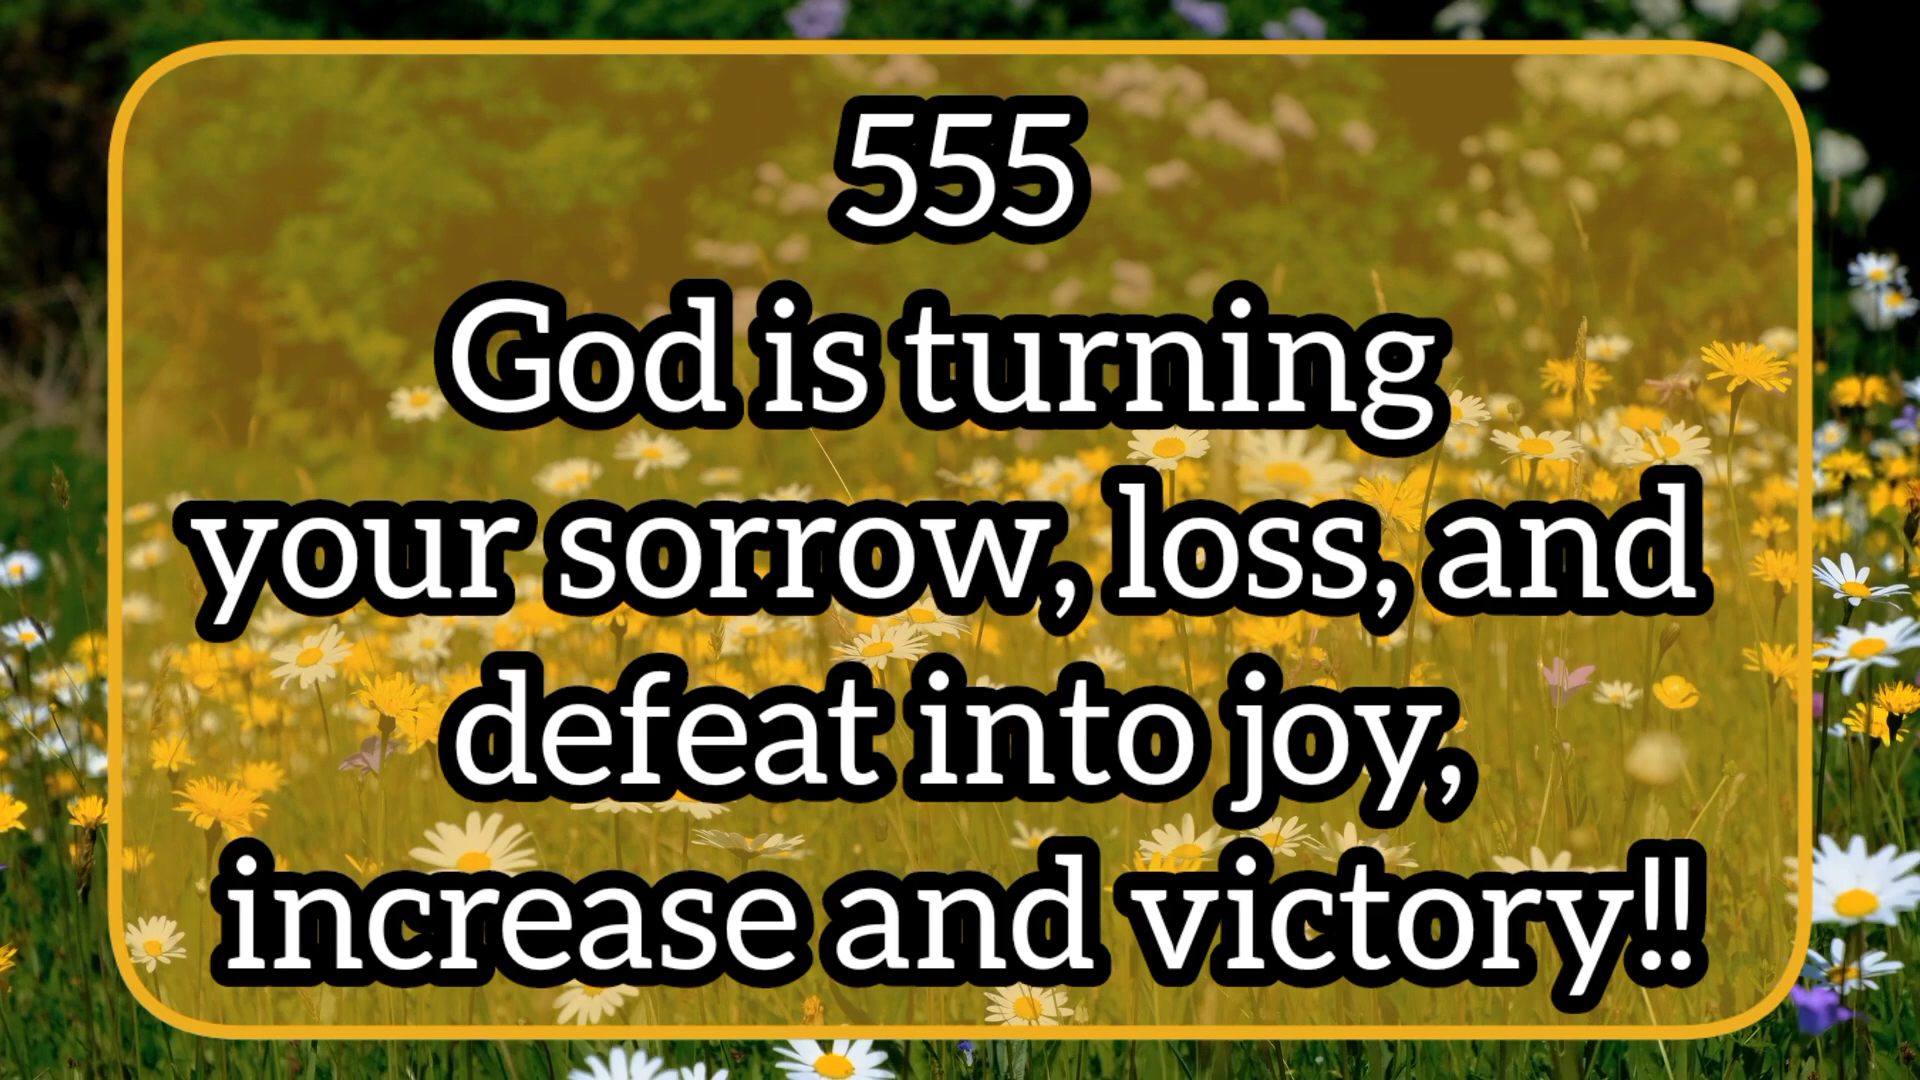 555
God is turning
your sorrow, loss, and
defeat into joy,
increase and victory!!